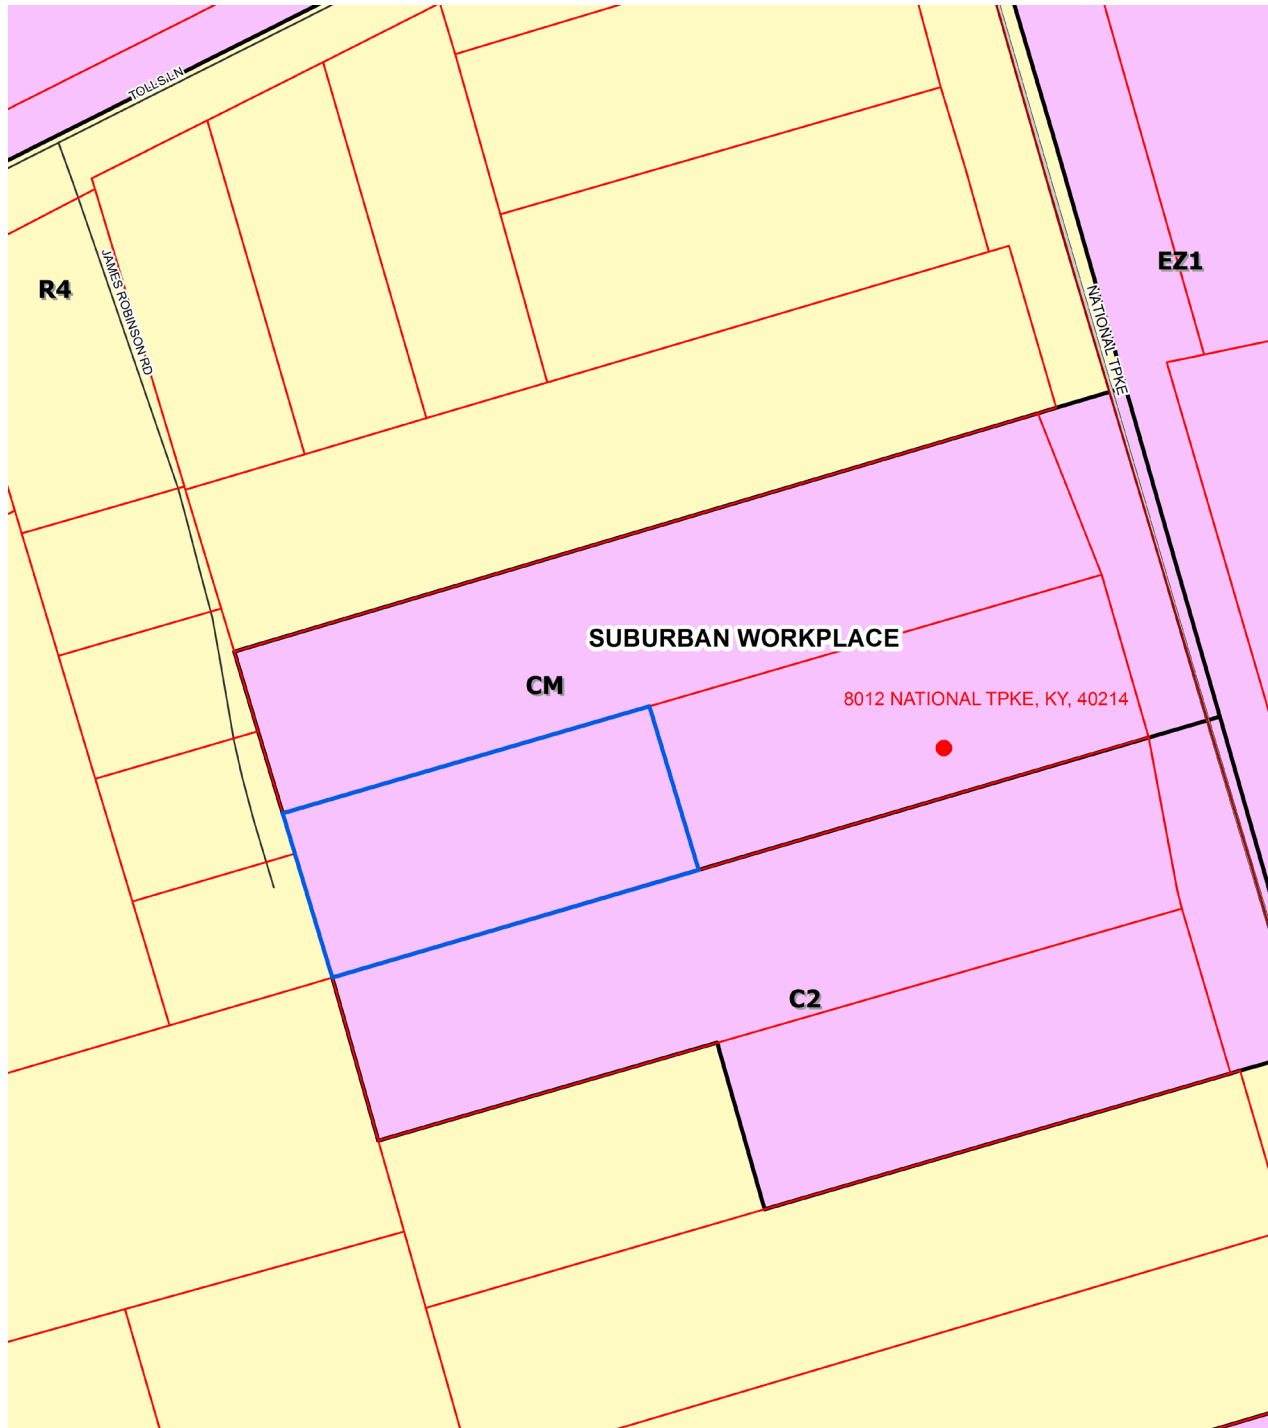 TOLLS LN
R4
JAMES ROBINSON RD
EZ1
NATIONAL TPKE
SUBURBAN WORKPLACE
CM
8012 NATIONAL TPKE, KY, 40214
C2